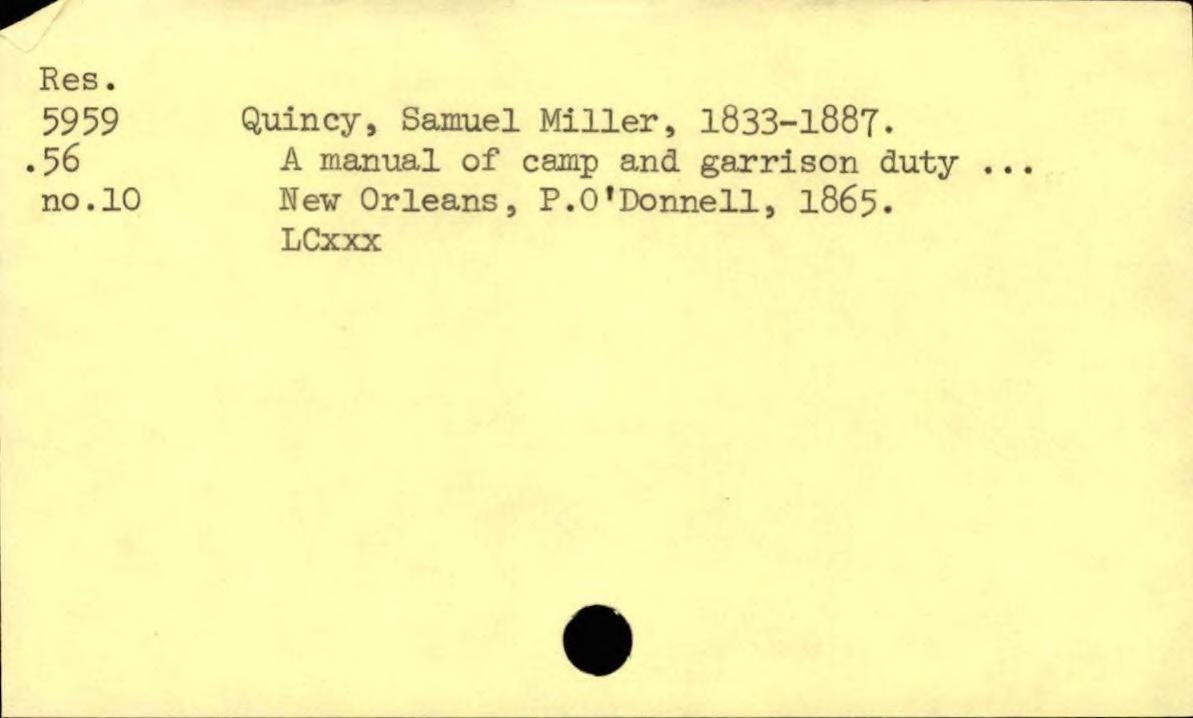 Res.
5959 Quincy, Samuel Miller, 1833-1887.
.56 A manual of camp and garrison duty ...
no.10 New Orleans, P.O'Donnell, 1865.
LCxxx